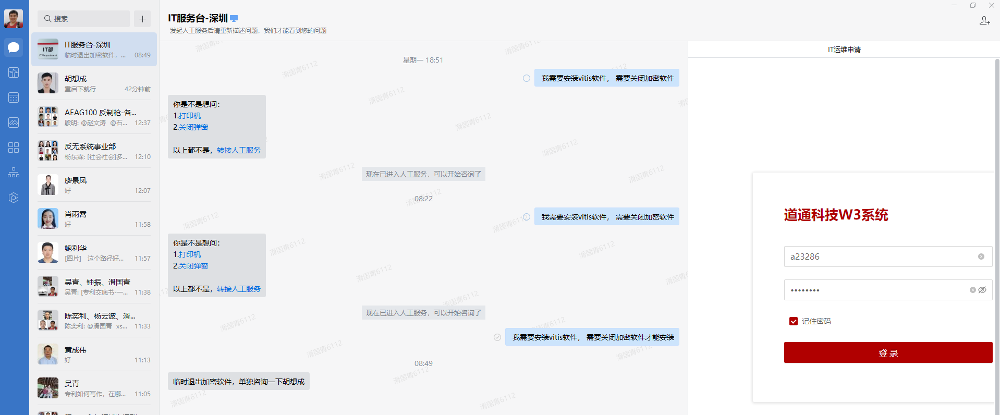 搜索
IT部
IT Department
IT服务台-深圳
临时退出加密软件，... 08:49
胡想成
重启下就行 42分钟前
AEAG100 反制枪-各...
殷明: @赵文涛 @石... 12:37
反无系统事业部
杨东霖: [社会社会]多... 12:10
廖景凤
好 12:07
肖雨霄
好 11:58
鲍利华
[图片] 这个路径好... 11:57
吴青、钟振、滑国青
吴青: [专利交底书-一... 11:38
陈奕利、杨云波、滑...
陈奕利: @滑国青 xs... 11:33
黄成伟
好 11:13
吴青
专利如何写作，在哪... 11:05
IT服务台-深圳
发起人工服务后请重新描述问题，我们才能看到您的问题
星期一 18:51
我需要安装vitis软件， 需要关闭加密软件
你是不是想问：
1.打印机
2.关闭弹窗
以上都不是，转接人工服务
现在已进入人工服务，可以开始咨询了
08:22
我需要安装vitis软件， 需要关闭加密软件
你是不是想问：
1.打印机
2.关闭弹窗
以上都不是，转接人工服务
现在已进入人工服务，可以开始咨询了
我需要安装vitis软件， 需要关闭加密软件才能安装
08:49
临时退出加密软件，单独咨询一下胡想成
滑国青6112
IT运维申请
道通科技W3系统
a23286
••••••••
记住密码
登 录